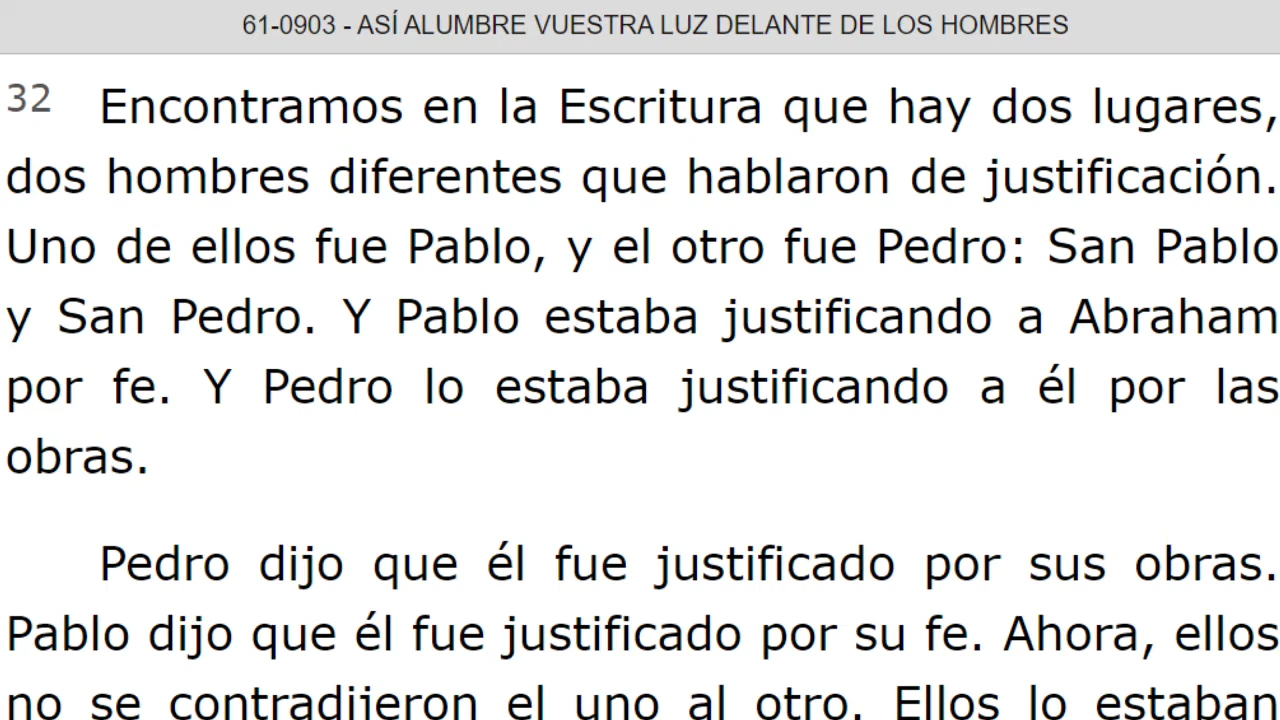 61-0903 - ASÍ ALUMBRE VUESTRA LUZ DELANTE DE LOS HOMBRES
32 Encontramos en la Escritura que hay dos lugares,
dos hombres diferentes que hablaron de justificación.
Uno de ellos fue Pablo, y el otro fue Pedro: San Pablo
y San Pedro. Y Pablo estaba justificando a Abraham
por fe. Y Pedro lo estaba justificando a él por las
obras.
Pedro dijo que él fue justificado por sus obras.
Pablo dijo que él fue justificado por su fe. Ahora, ellos
no se contradijeron el uno al otro. Ellos lo estaban